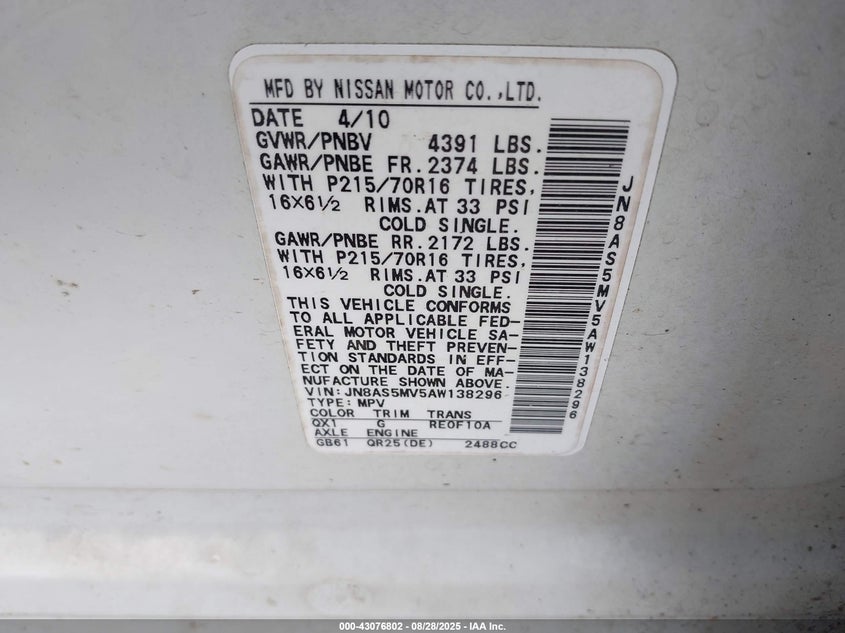 MFD BY NISSAN MOTOR CO.,LTD.
DATE 4/10
GVWR/PNBV 4391 LBS.
GAWR/PNBE FR. 2374 LBS.
WITH P215/70R16 TIRES,
16X6½ RIMS. AT 33 PSI
COLD SINGLE.
GAWR/PNBE RR. 2172 LBS.
WITH P215/70R16 TIRES,
16X6½ RIMS. AT 33 PSI
COLD SINGLE.
THIS VEHICLE CONFORMS
TO ALL APPLICABLE FED-
ERAL MOTOR VEHICLE SA-
FETY AND THEFT PREVEN-
TION STANDARDS IN EFF-
ECT ON THE DATE OF MA-
NUFACTURE SHOWN ABOVE.
VIN: JN8AS5MV5AW138296
TYPE: MPV
COLOR TRIM TRANS
QX1 G RE0F10A
AXLE ENGINE
GB61 QR25(DE) 2488CC
JN8AS5MV5AW138296
000-43076802 - 08/28/2025 - IAA Inc.